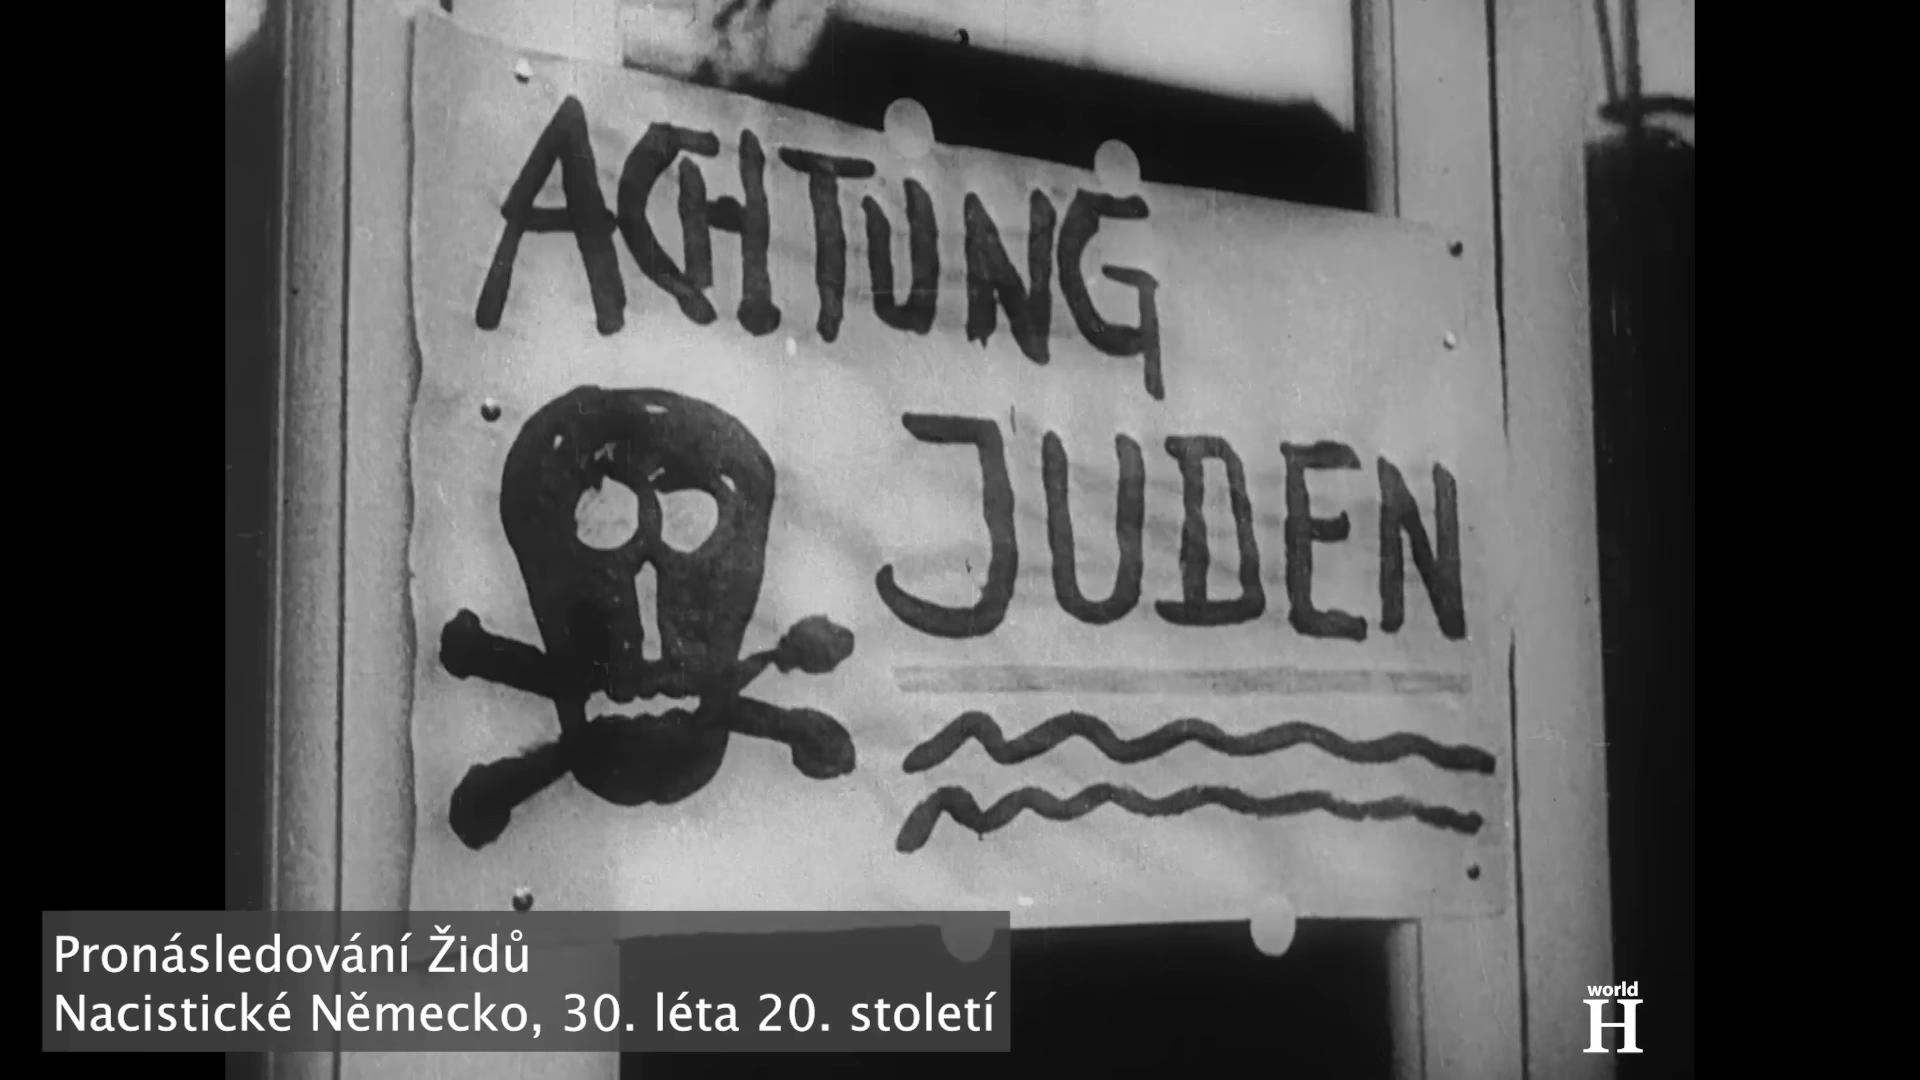 ACHTUNG
JUDEN
Pronásledování Židů
Nacistické Německo, 30. léta 20. století
world
H